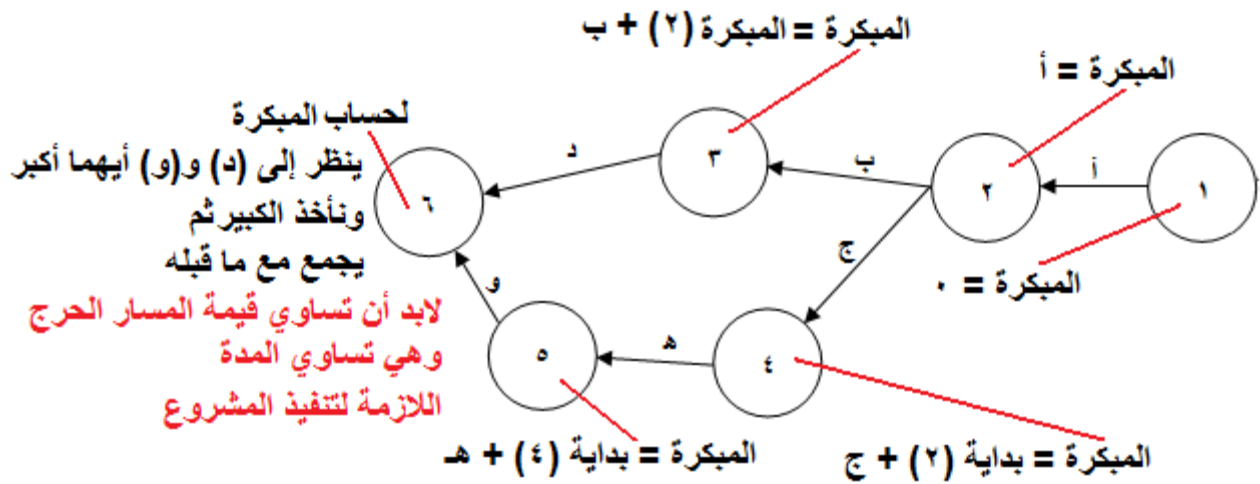 المبكرة = المبكرة (٢) + ب
المبكرة = أ
لحساب المبكرة
ينظر إلى (د) و(و) أيهما أكبر
ونأخذ الكبير ثم
يجمع مع ما قبله
لابد أن تساوي قيمة المسار الحرج
وهي تساوي المدة
اللازمة لتنفيذ المشروع
١
أ
٢
ب
٣
د
٦
ج
المبكرة = ٠
و
٥
ه
٤
المبكرة = بداية (٢) + ج
المبكرة = بداية (٤) + هـ